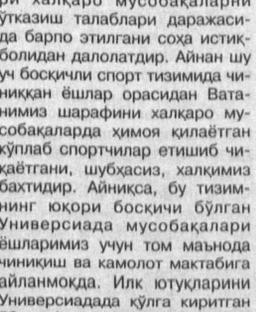 ри халқаро мусобақаларни
ўтказиш талаблари даражаси-
да барпо этилгани соҳа истиқ-
болидан далолатдир. Айнан шу
уч босқичли спорт тизимида чи-
ниққан ёшлар орасидан Вата-
нимиз шарафини халқаро му-
собақаларда ҳимоя қилаётган
кўплаб спортчилар етишиб чи-
қаётгани, шубҳасиз, халқимиз
бахтидир. Айниқса, бу тизим-
нинг юқори босқичи бўлган
Универсиада мусобақалари
ёшларимиз учун том маънода
чиниқиш ва камолот мактабига
айланмоқда. Илк ютуқларини
Универсиадада қўлга киритган